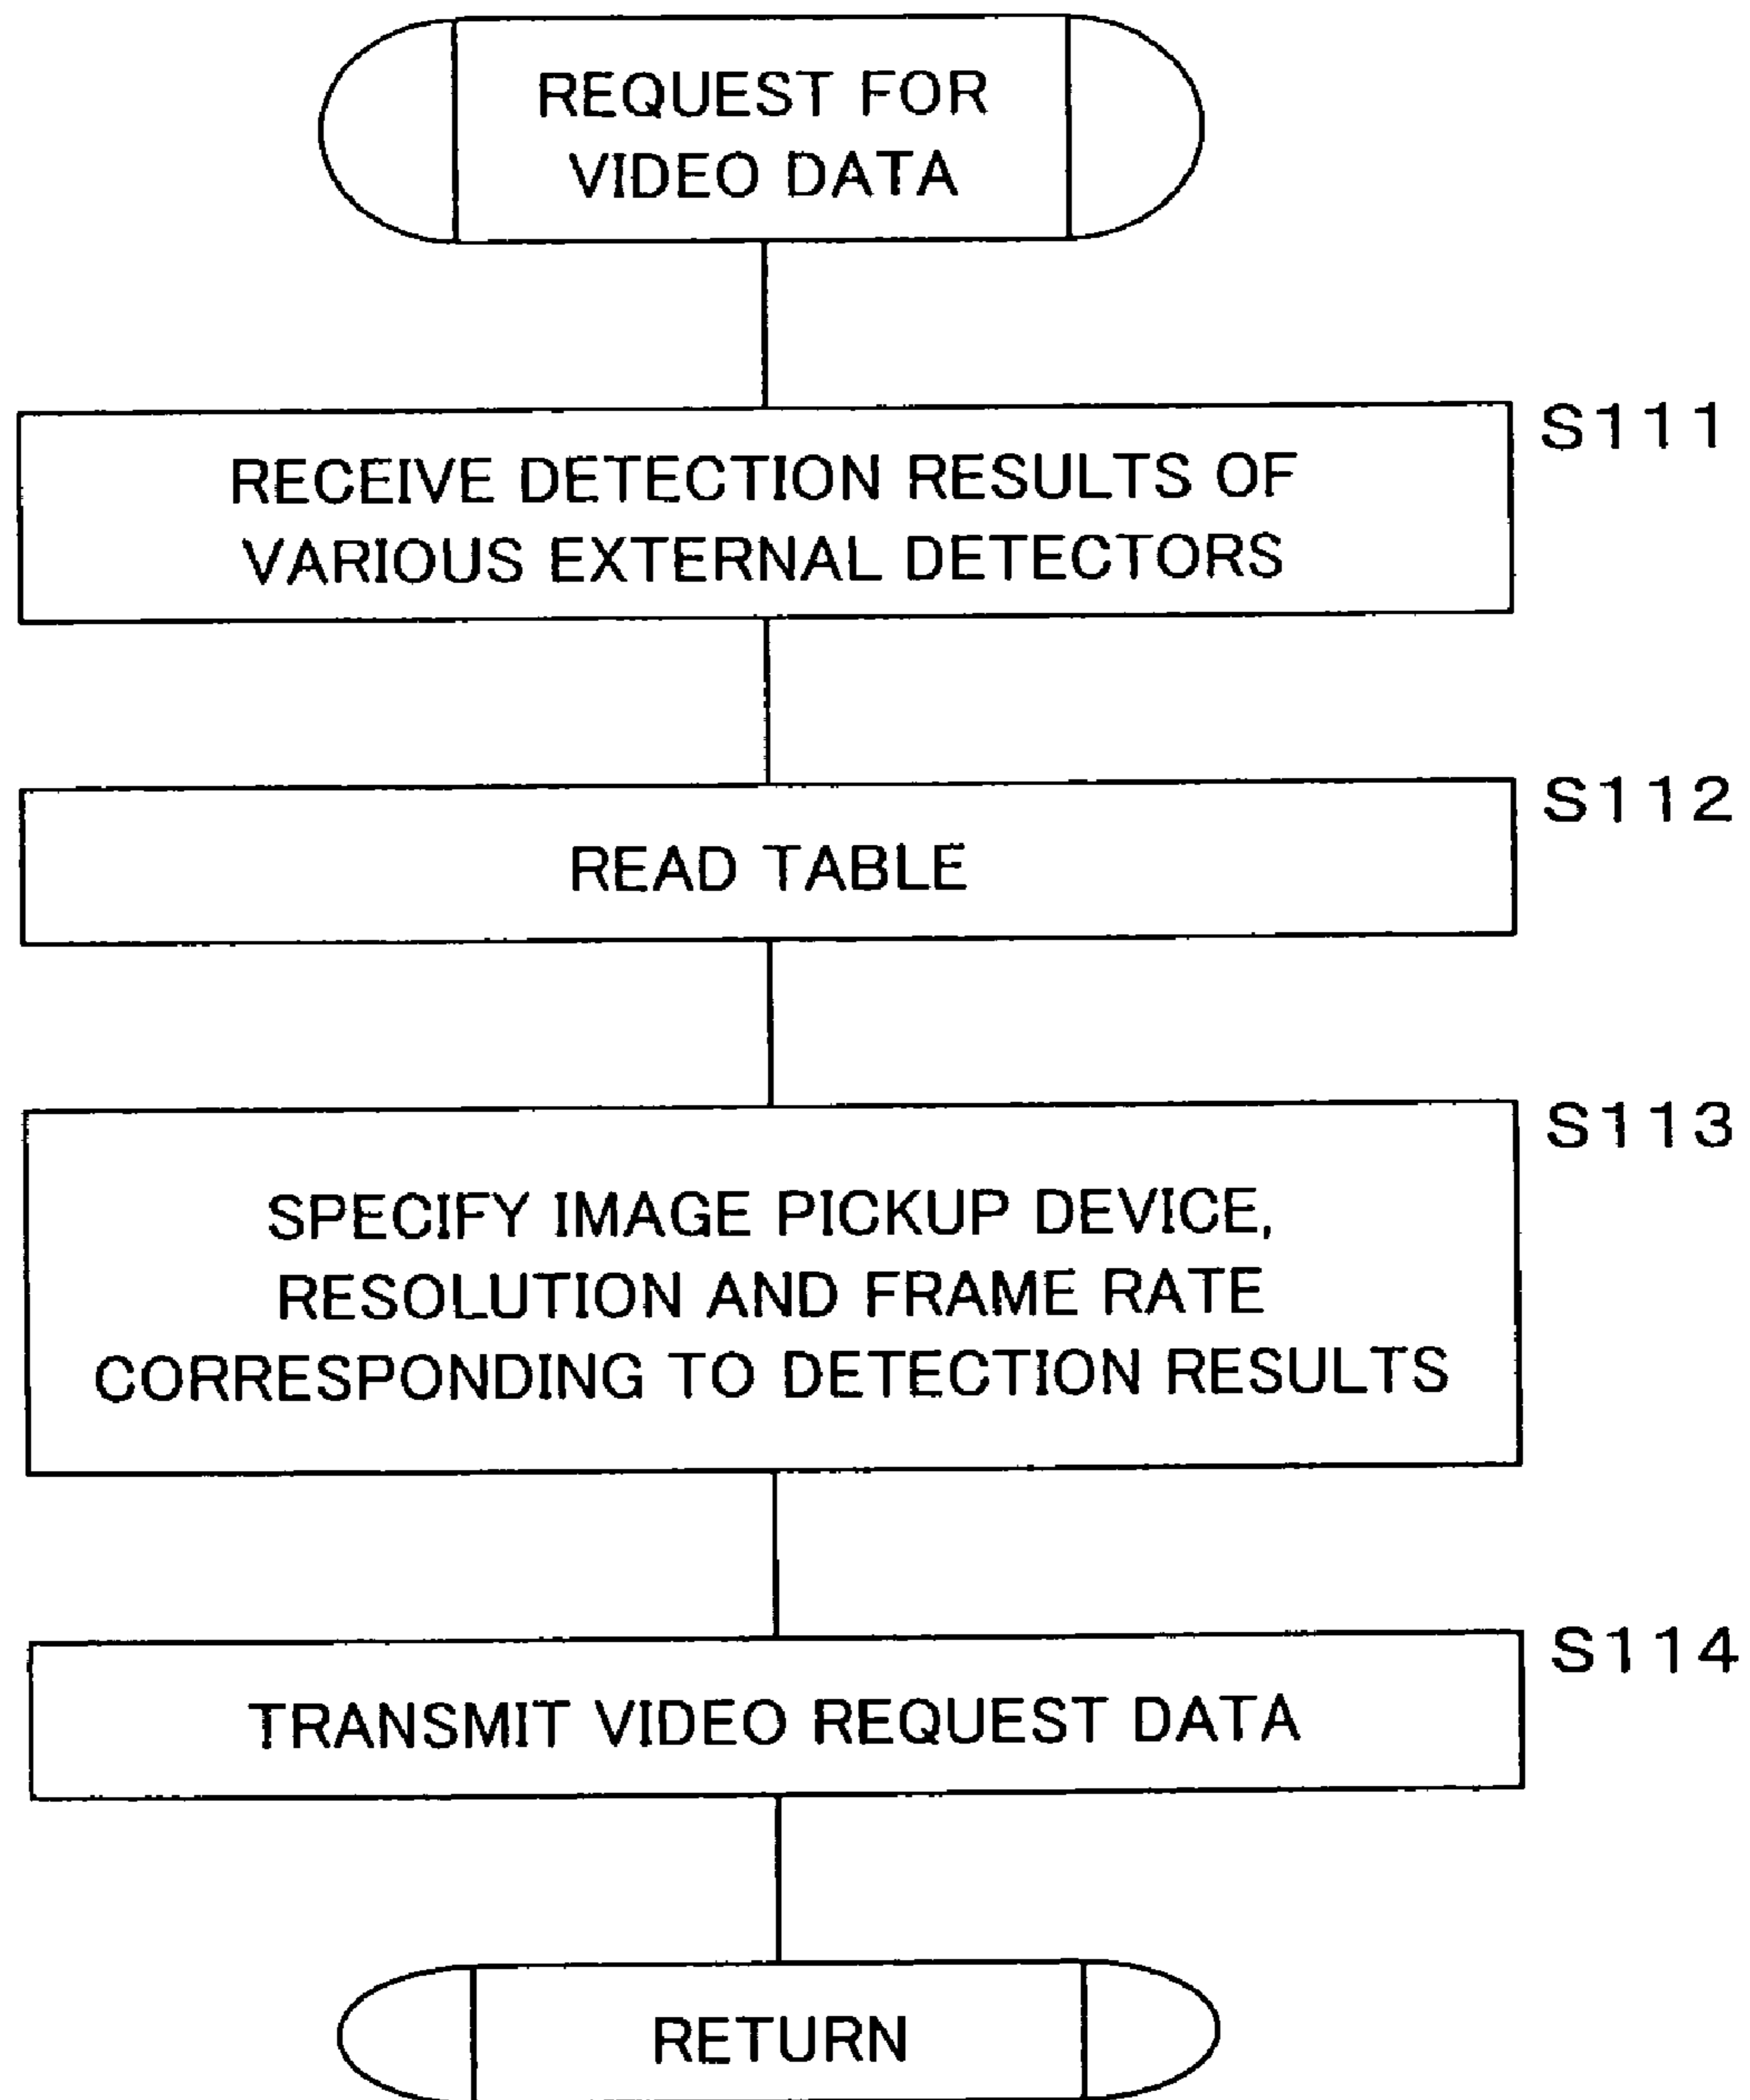 REQUEST FOR
VIDEO DATA
S111
RECEIVE DETECTION RESULTS OF
VARIOUS EXTERNAL DETECTORS
S112
READ TABLE
S113
SPECIFY IMAGE PICKUP DEVICE,
RESOLUTION AND FRAME RATE
CORRESPONDING TO DETECTION RESULTS
S114
TRANSMIT VIDEO REQUEST DATA
RETURN